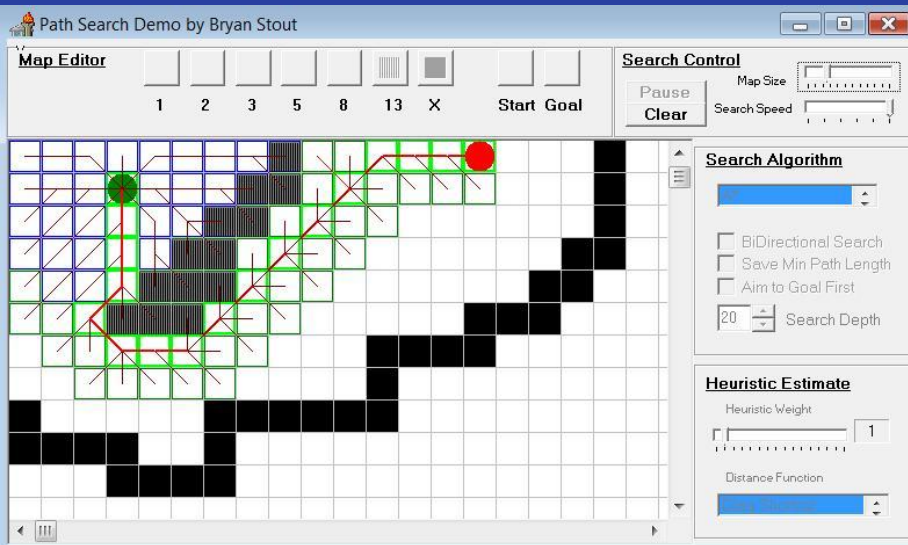 Path Search Demo by Bryan Stout
Map Editor
1 2 3 5 8 13 X Start Goal
Search Control
Pause
Clear
Map Size
Search Speed
Search Algorithm
BiDirectional Search
Save Min Path Length
Aim to Goal First
20 Search Depth
Heuristic Estimate
Heuristic Weight
1
Distance Function